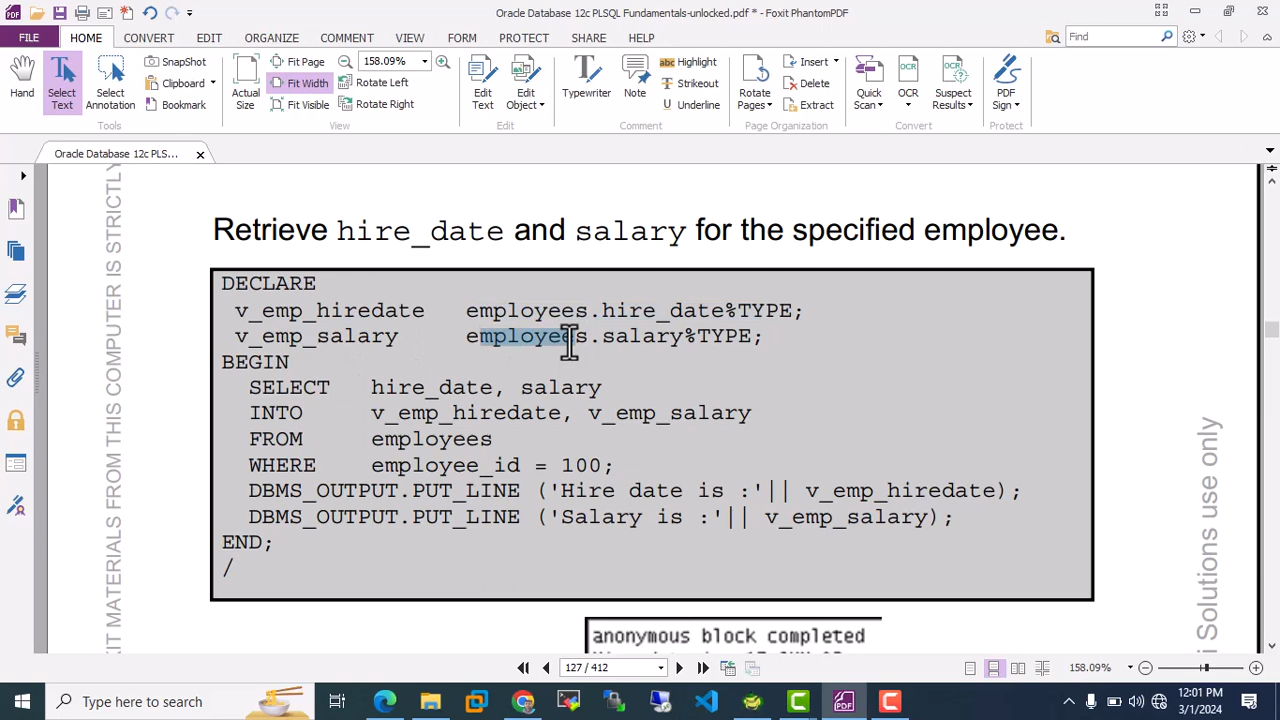 Oracle Database 12c PLSQL Fundamentals-unlocked.pdf * - Foxit PhantomPDF
FILE HOME CONVERT EDIT ORGANIZE COMMENT VIEW FORM PROTECT SHARE HELP
Find
Hand
Select Text
Select Annotation
SnapShot
Clipboard
Bookmark
Tools
Actual Size
Fit Page
Fit Width
Fit Visible
158.09%
Rotate Left
Rotate Right
View
Edit Text
Edit Object
Edit
Typewriter
Note
Highlight
Strikeout
Underline
Comment
Rotate Pages
Insert
Delete
Extract
Page Organization
Quick Scan
OCR
Suspect Results
Convert
PDF Sign
Protect
Oracle Database 12c PLS...
Retrieve hire_date and salary for the specified employee.
DECLARE
v_emp_hiredate employees.hire_date%TYPE;
v_emp_salary employees.salary%TYPE;
BEGIN
SELECT hire_date, salary
INTO v_emp_hiredate, v_emp_salary
FROM employees
WHERE employee_id = 100;
DBMS_OUTPUT.PUT_LINE ('Hire date is :'|| v_emp_hiredate);
DBMS_OUTPUT.PUT_LINE ('Salary is :'|| v_emp_salary);
END;
/
anonymous block completed
MATERIALS FROM THIS COMPUTER IS STRICTLY
Solutions use only
127 / 412
158.09%
Type here to search
12:01 PM
3/1/2024